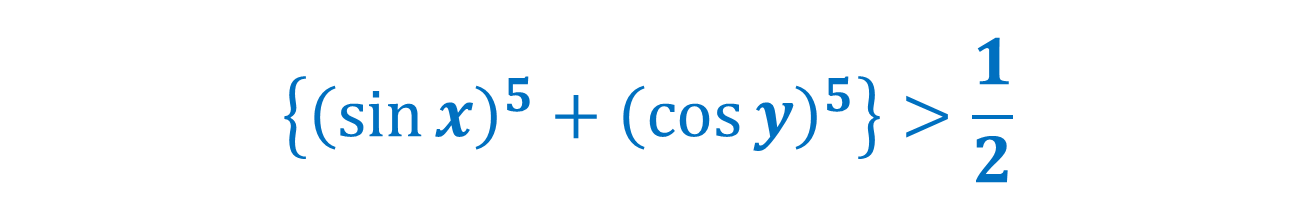 {(sin x)⁵ + (cos y)⁵} > 1/2